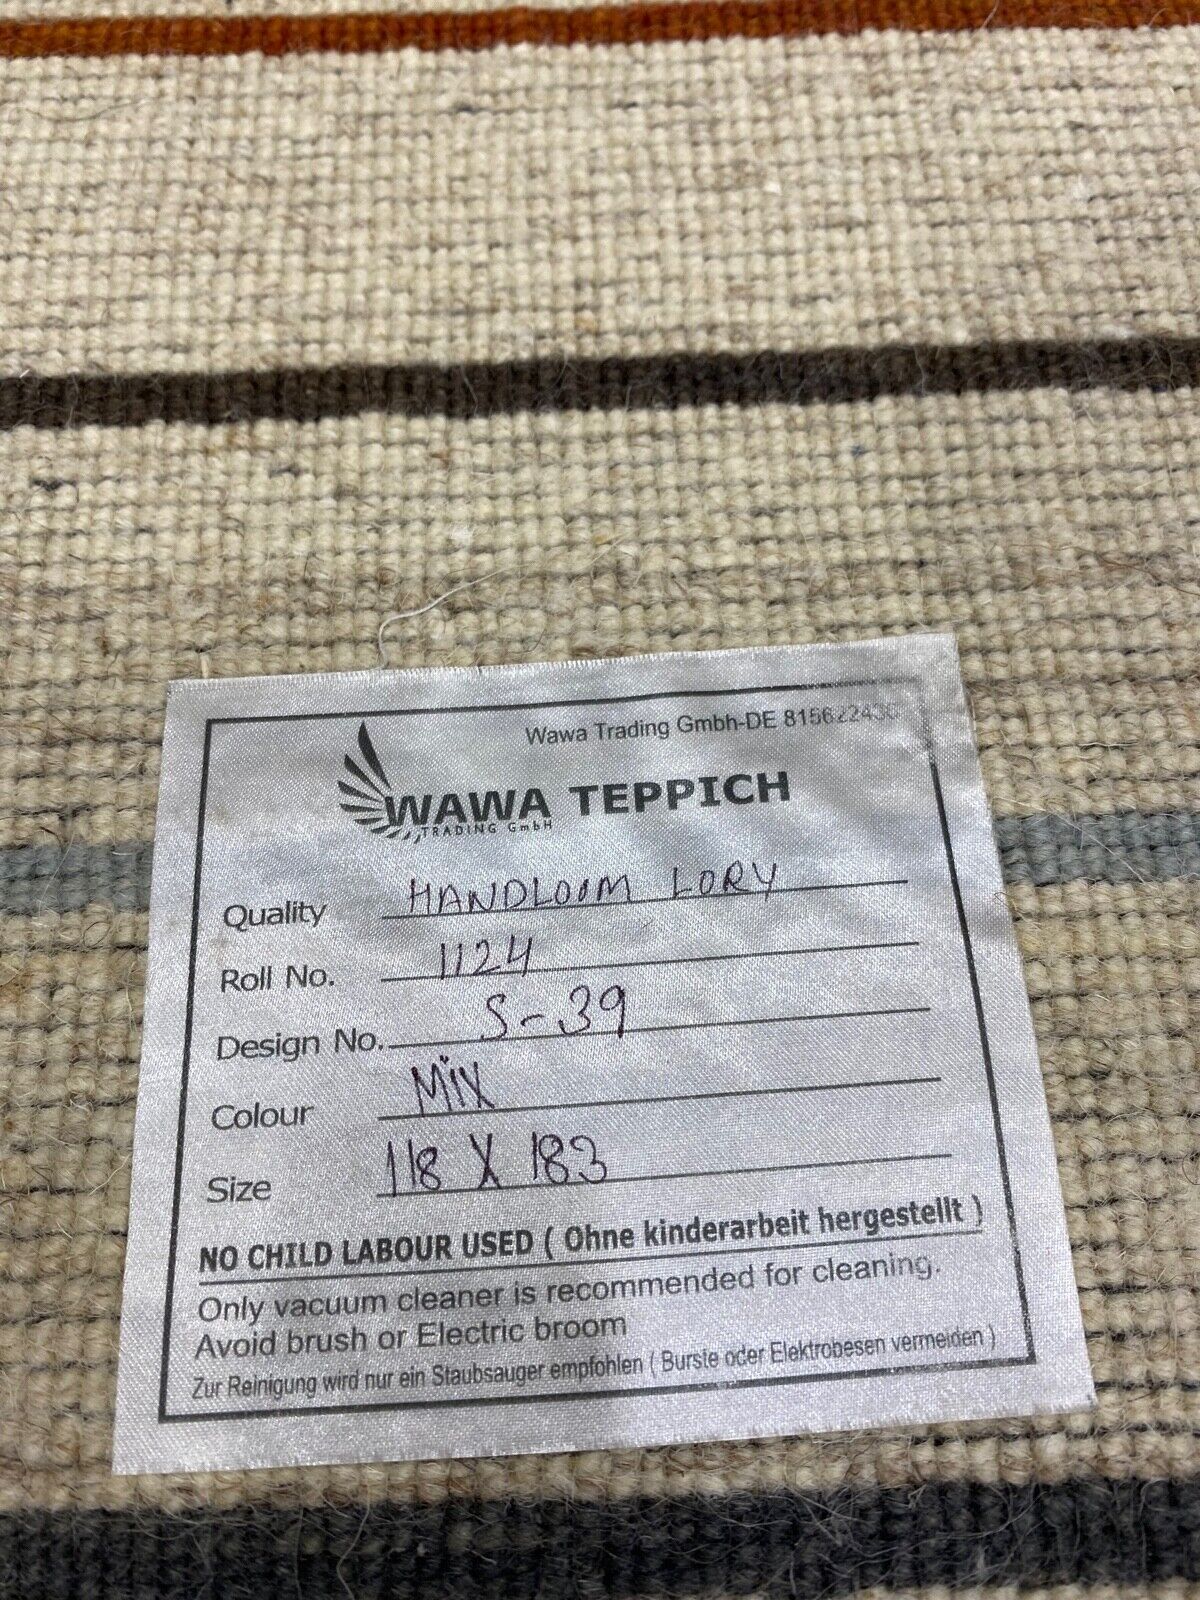 Wawa Trading Gmbh-DE
WAWA TEPPICH
TRADING GmbH
Quality HANDLOOM LORY
Roll No. 1124
Design No. S-39
Colour MIX
Size 118 X 183
NO CHILD LABOUR USED ( Ohne kinderarbeit hergestellt )
Only vacuum cleaner is recommended for cleaning.
Avoid brush or Electric broom
Zur Reinigung wird nur ein Staubsauger empfohlen ( Burste oder Elektrobesen vermeiden )